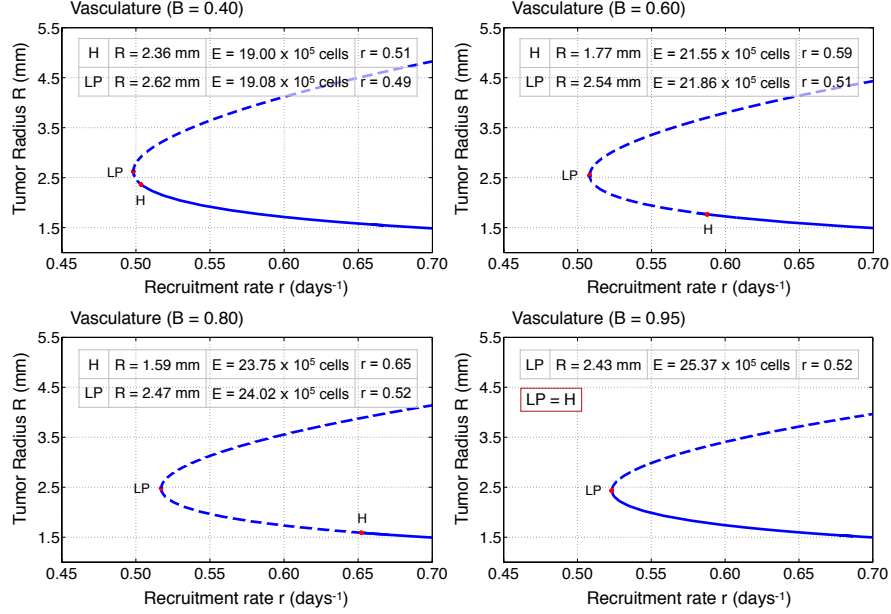 Vasculature (B = 0.40)
H R = 2.36 mm E = 19.00 x 10⁵ cells r = 0.51
LP R = 2.62 mm E = 19.08 x 10⁵ cells r = 0.49
Tumor Radius R (mm)
5.5
4.5
3.5
2.5
1.5
LP
H
0.45 0.50 0.55 0.60 0.65 0.70
Recruitment rate r (days⁻¹)
Vasculature (B = 0.60)
H R = 1.77 mm E = 21.55 x 10⁵ cells r = 0.59
LP R = 2.54 mm E = 21.86 x 10⁵ cells r = 0.51
Tumor Radius R (mm)
5.5
4.5
3.5
2.5
1.5
LP
H
0.45 0.50 0.55 0.60 0.65 0.70
Recruitment rate r (days⁻¹)
Vasculature (B = 0.80)
H R = 1.59 mm E = 23.75 x 10⁵ cells r = 0.65
LP R = 2.47 mm E = 24.02 x 10⁵ cells r = 0.52
Tumor Radius R (mm)
5.5
4.5
3.5
2.5
1.5
LP
H
0.45 0.50 0.55 0.60 0.65 0.70
Recruitment rate r (days⁻¹)
Vasculature (B = 0.95)
LP R = 2.43 mm E = 25.37 x 10⁵ cells r = 0.52
LP = H
Tumor Radius R (mm)
5.5
4.5
3.5
2.5
1.5
LP
0.45 0.50 0.55 0.60 0.65 0.70
Recruitment rate r (days⁻¹)